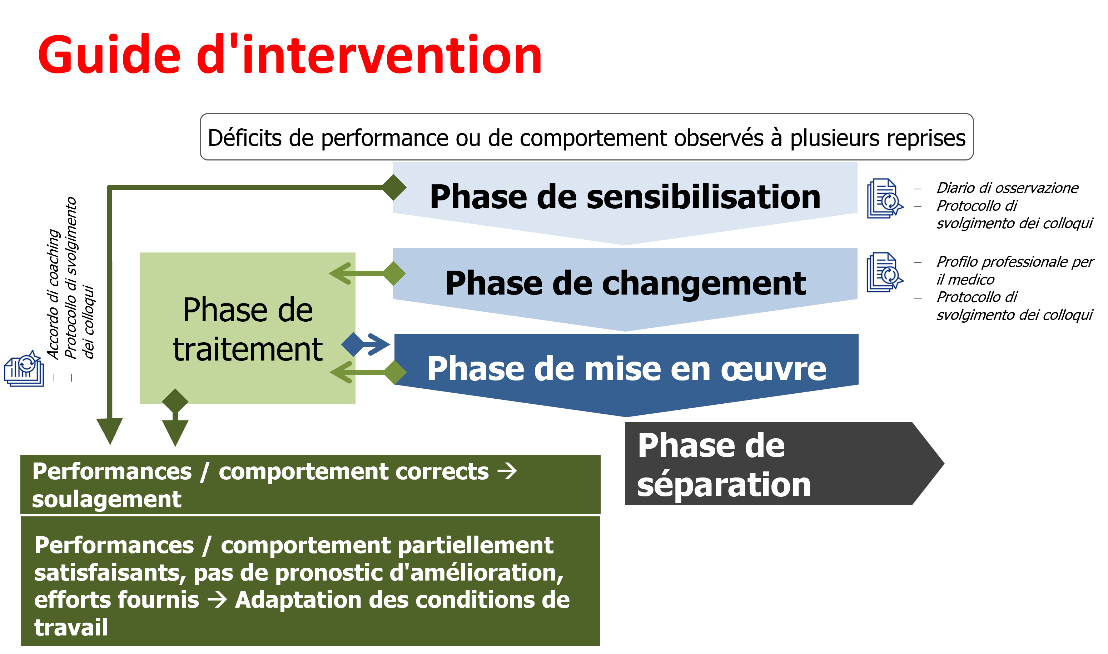 Guide d'intervention
Déficits de performance ou de comportement observés à plusieurs reprises
Phase de sensibilisation
– Diario di osservazione
– Protocollo di
svolgimento dei colloqui
Phase de changement
– Profilo professionale per
il medico
– Protocollo di
svolgimento dei colloqui
– Accordo di coaching
– Protocollo di svolgimento
dei colloqui
Phase de
traitement
Phase de mise en œuvre
Phase de
séparation
Performances / comportement corrects →
soulagement
Performances / comportement partiellement
satisfaisants, pas de pronostic d'amélioration,
efforts fournis → Adaptation des conditions de
travail